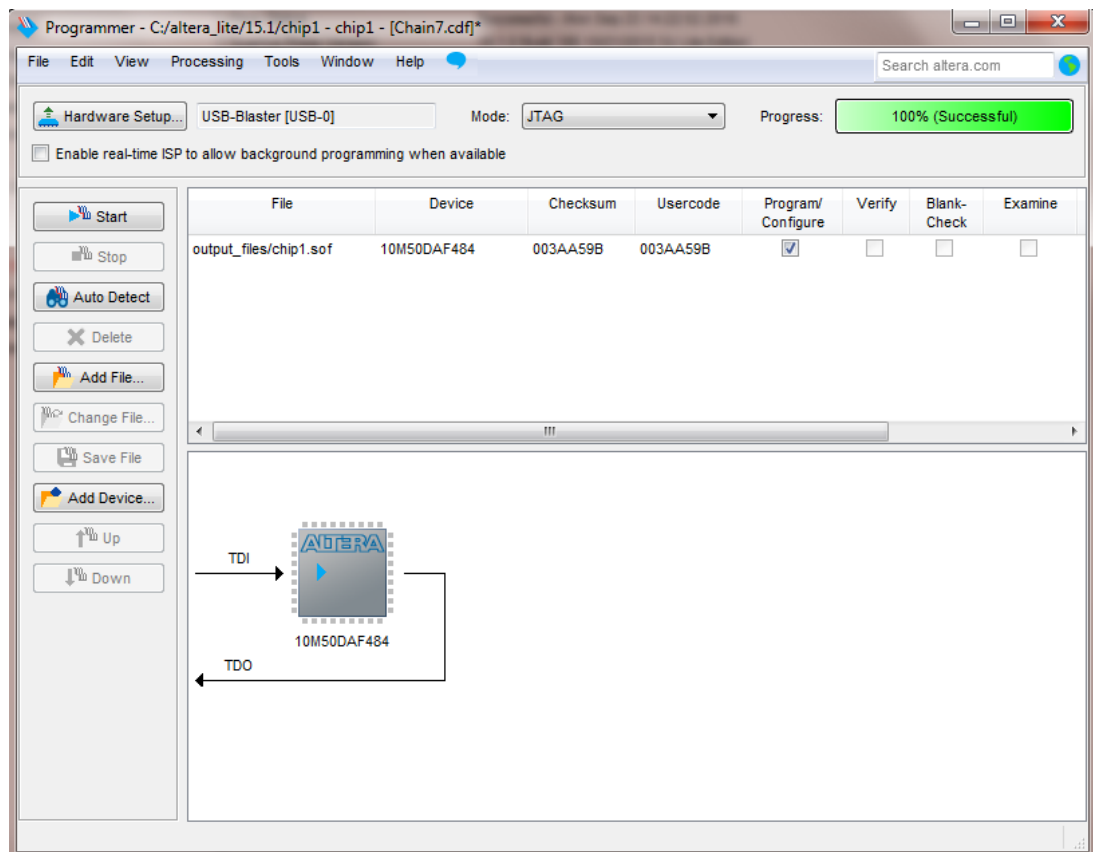 Programmer - C:/altera_lite/15.1/chip1 - chip1 - [Chain7.cdf]*
File Edit View Processing Tools Window Help
Search altera.com
Hardware Setup... USB-Blaster [USB-0] Mode: JTAG Progress: 100% (Successful)
Enable real-time ISP to allow background programming when available
Start
Stop
Auto Detect
Delete
Add File...
Change File...
Save File
Add Device...
Up
Down
File Device Checksum Usercode Program/ Configure Verify Blank- Check Examine
output_files/chip1.sof 10M50DAF484 003AA59B 003AA59B
TDI
ALTERA
10M50DAF484
TDO